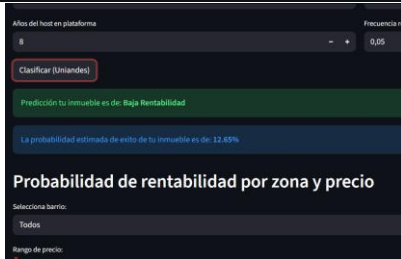 Años del host en plataforma
Frecuencia
8
- +
0,05
Clasificar (Uniandes)
Predicción tu inmueble es de: Baja Rentabilidad
La probabilidad estimada de exito de tu inmueble es de: 12.65%
Probabilidad de rentabilidad por zona y precio
Selecciona barrio:
Todos
Rango de precio: